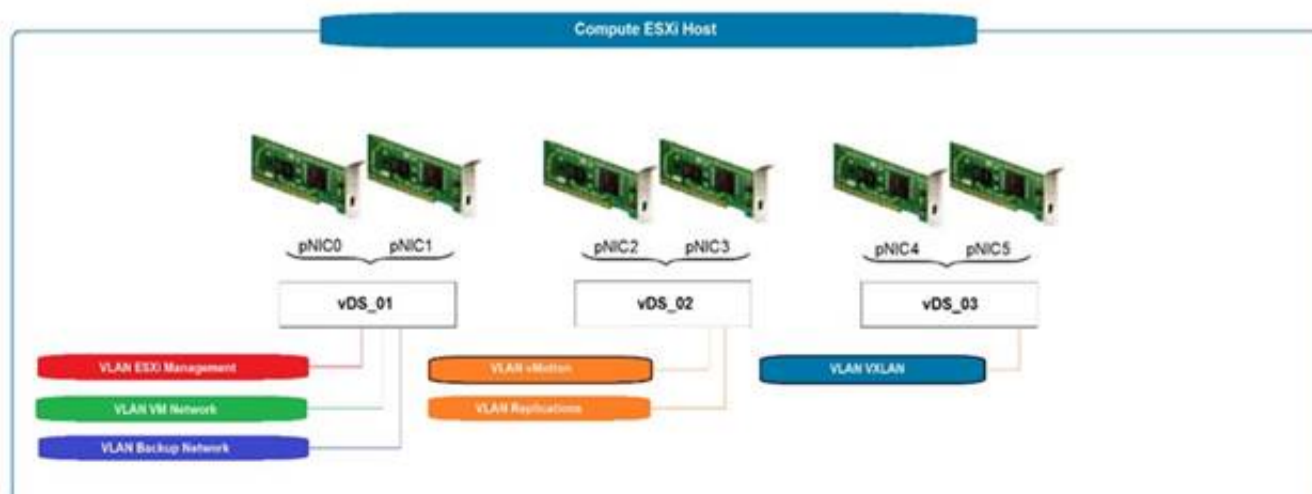 Compute ESXi Host
pNIC0 pNIC1 pNIC2 pNIC3 pNIC4 pNIC5
vDS_01 vDS_02 vDS_03
VLAN ESXi Management VLAN vMotion VLAN VXLAN
VLAN VM Network VLAN Replications
VLAN Backup Network